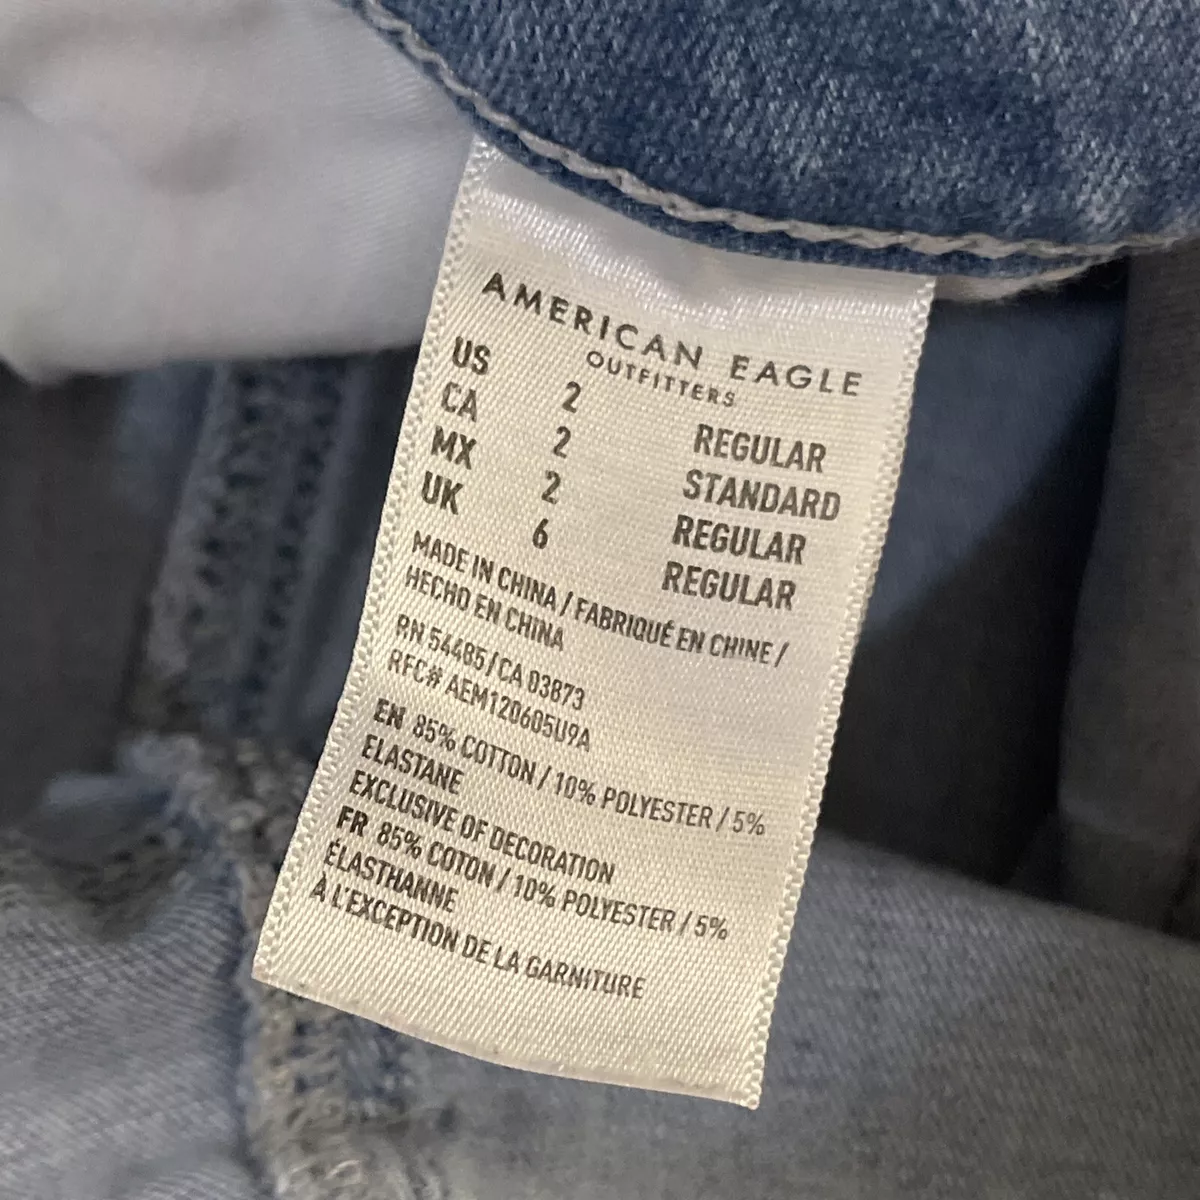 AMERICAN EAGLE
OUTFITTERS
US 2 REGULAR
CA 2 STANDARD
MX 2 REGULAR
UK 6 REGULAR
MADE IN CHINA / FABRIQUÉ EN CHINE /
HECHO EN CHINA
RN 54485/CA 03873
RFC# AEM120605U9A
EN 85% COTTON / 10% POLYESTER / 5%
ELASTANE
EXCLUSIVE OF DECORATION
FR 85% COTON / 10% POLYESTER / 5%
ÉLASTHANNE
À L'EXCEPTION DE LA GARNITURE